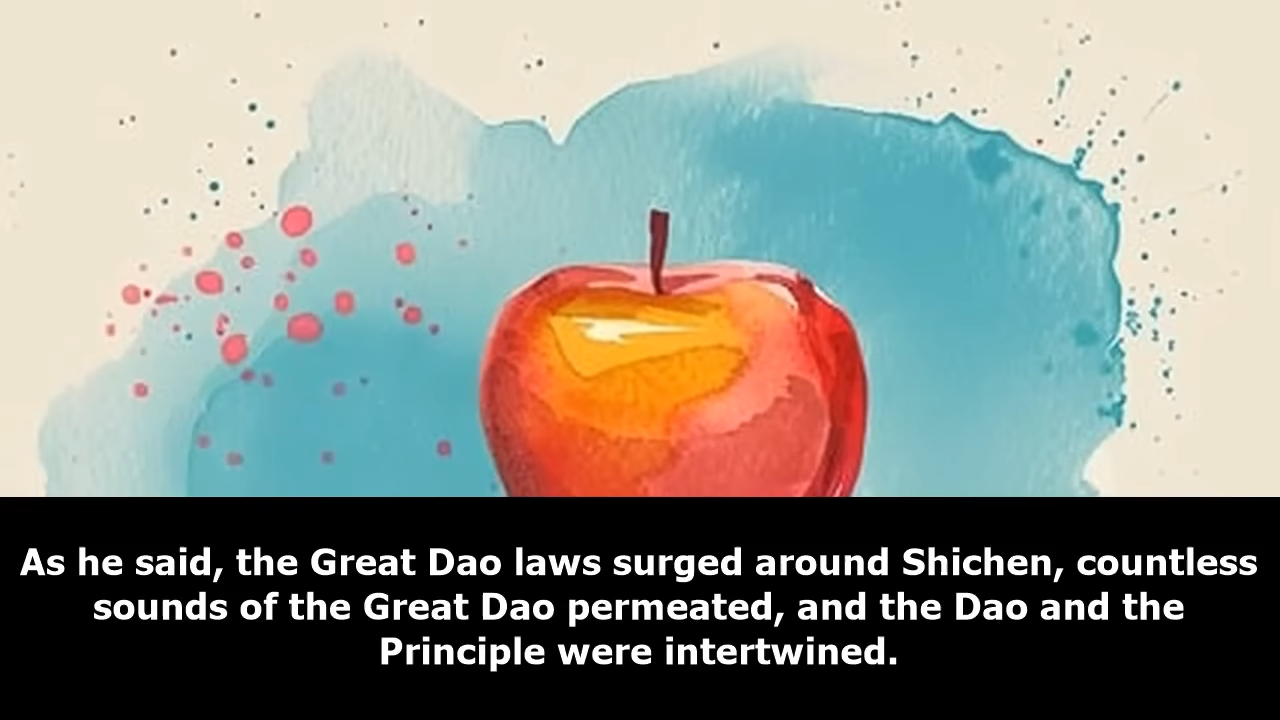 As he said, the Great Dao laws surged around Shichen, countless
sounds of the Great Dao permeated, and the Dao and the
Principle were intertwined.